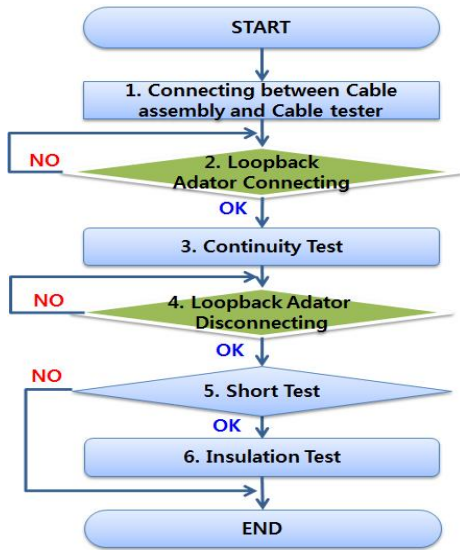 START
1. Connecting between Cable
assembly and Cable tester
NO
2. Loopback
Adator Connecting
OK
3. Continuity Test
NO
4. Loopback Adator
Disconnecting
OK
NO
5. Short Test
OK
6. Insulation Test
END